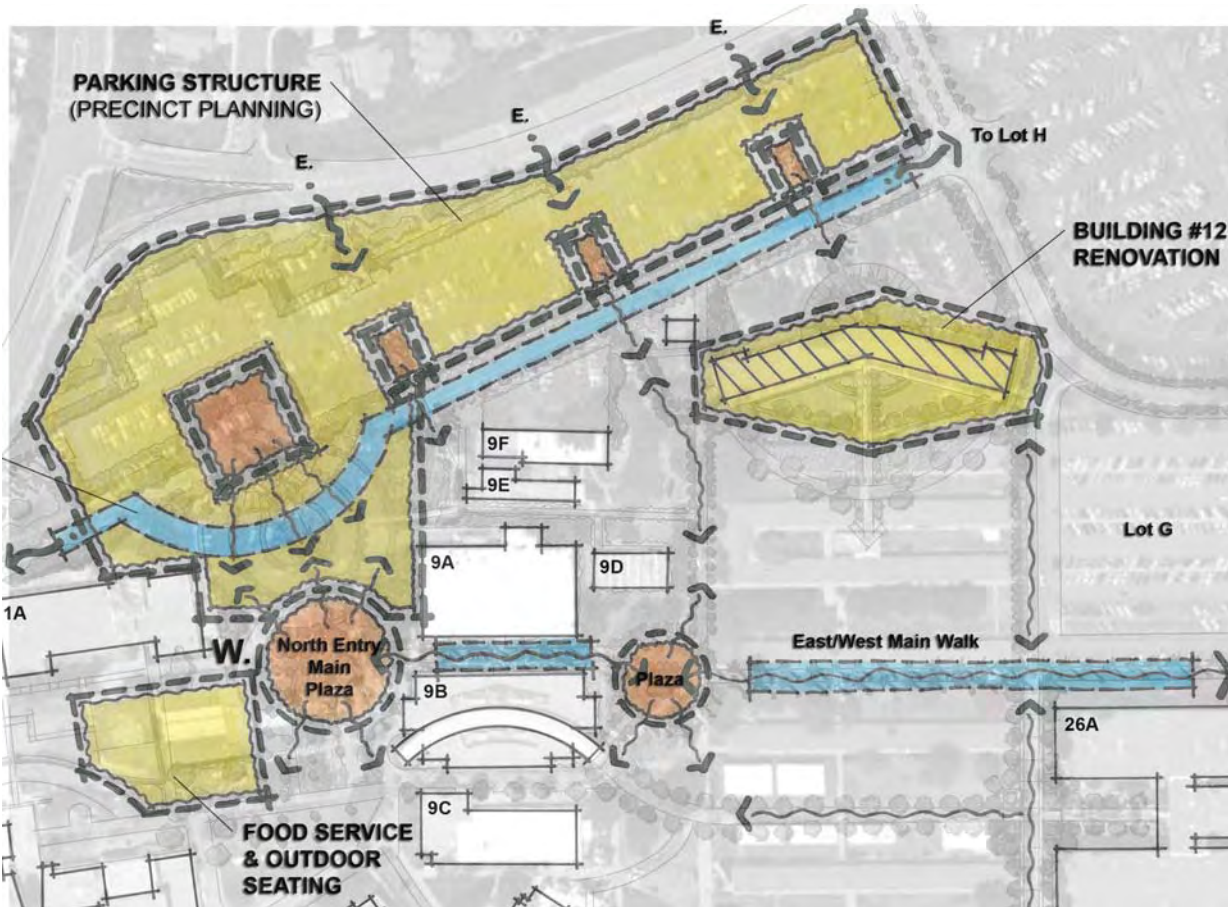 E.
PARKING STRUCTURE
(PRECINCT PLANNING)
E.
To Lot H
E.
BUILDING #12
RENOVATION
9F
9E
Lot G
9A
9D
1A
North Entry
Main
Plaza
W.
East/West Main Walk
Plaza
9B
26A
9C
FOOD SERVICE
& OUTDOOR
SEATING